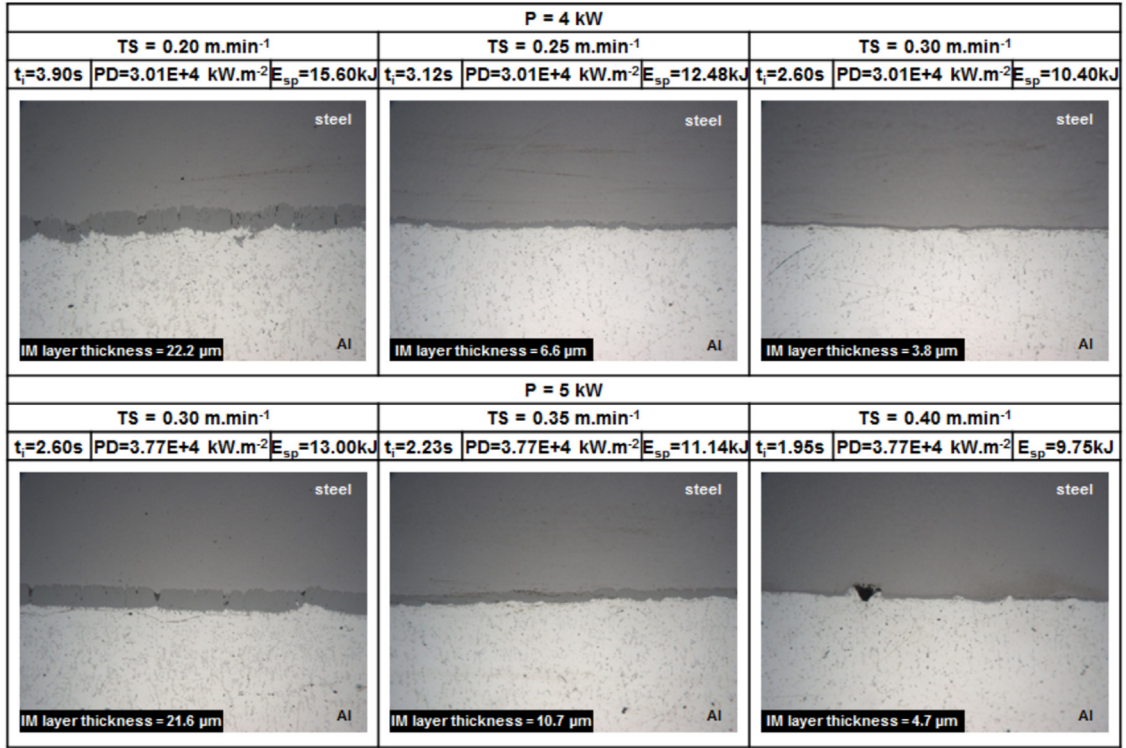 P = 4 kW
TS = 0.20 m.min⁻¹ TS = 0.25 m.min⁻¹ TS = 0.30 m.min⁻¹
tᵢ=3.90s PD=3.01E+4 kW.m⁻² Eₛₚ=15.60kJ tᵢ=3.12s PD=3.01E+4 kW.m⁻² Eₛₚ=12.48kJ tᵢ=2.60s PD=3.01E+4 kW.m⁻² Eₛₚ=10.40kJ
steel steel steel
Al Al Al
IM layer thickness = 22.2 µm IM layer thickness = 6.6 µm IM layer thickness = 3.8 µm
P = 5 kW
TS = 0.30 m.min⁻¹ TS = 0.35 m.min⁻¹ TS = 0.40 m.min⁻¹
tᵢ=2.60s PD=3.77E+4 kW.m⁻² Eₛₚ=13.00kJ tᵢ=2.23s PD=3.77E+4 kW.m⁻² Eₛₚ=11.14kJ tᵢ=1.95s PD=3.77E+4 kW.m⁻² Eₛₚ=9.75kJ
steel steel steel
Al Al Al
IM layer thickness = 21.6 µm IM layer thickness = 10.7 µm IM layer thickness = 4.7 µm